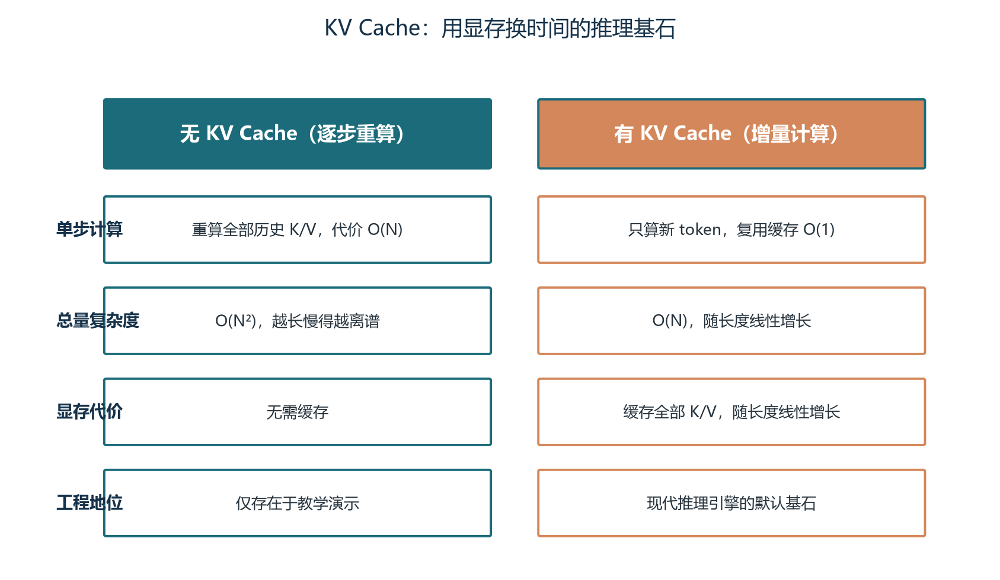 KV Cache：用显存换时间的推理基石
无 KV Cache（逐步重算）
有 KV Cache（增量计算）
单步计算
重算全部历史 K/V，代价 O(N)
只算新 token，复用缓存 O(1)
总量复杂度
O(N²)，越长慢得越离谱
O(N)，随长度线性增长
显存代价
无需缓存
缓存全部 K/V，随长度线性增长
工程地位
仅存在于教学演示
现代推理引擎的默认基石